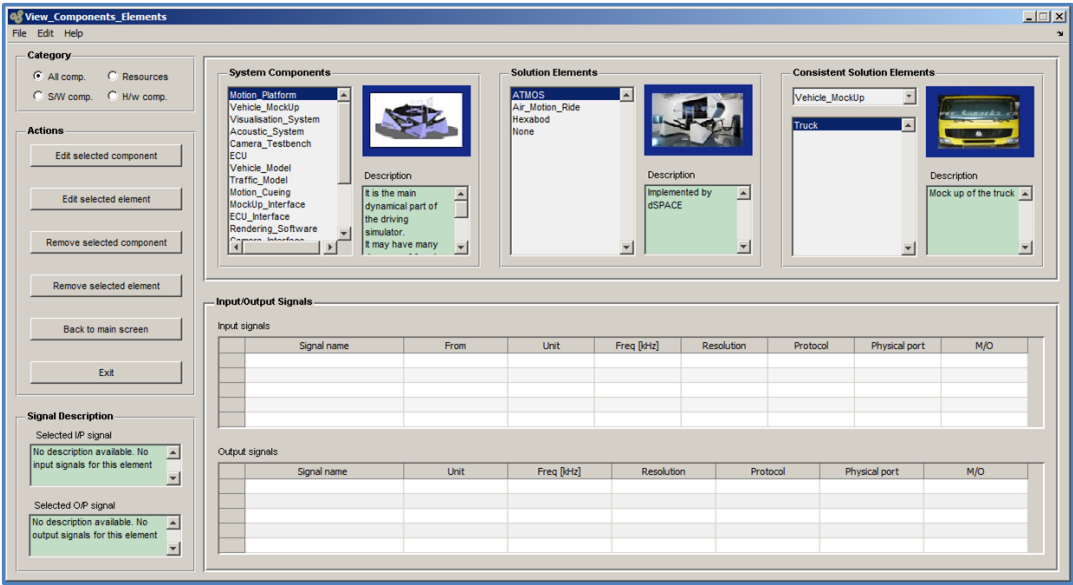 View_Components_Elements
File Edit Help
Category
All comp. Resources
S/W comp. H/w comp.
Actions
Edit selected component
Edit selected element
Remove selected component
Remove selected element
Back to main screen
Exit
Signal Description
Selected I/P signal
No description available. No
input signals for this element
Selected O/P signal
No description available. No
output signals for this element
System Components
Motion_Platform
Vehicle_MockUp
Visualisation_System
Acoustic_System
Camera_Testbench
ECU
Vehicle_Model
Traffic_Model
Motion_Cueing
MockUp_Interface
ECU_Interface
Rendering_Software
Camera_Interface
Description
It is the main
dynamical part of
the driving
simulator.
It may have many
Solution Elements
ATMOS
Air_Motion_Ride
Hexabod
None
Description
Implemented by
dSPACE
Consistent Solution Elements
Vehicle_MockUp
Truck
Description
Mock up of the truck
Input/Output Signals
Input signals
Signal name From Unit Freq [kHz] Resolution Protocol Physical port M/O
Output signals
Signal name Unit Freq [kHz] Resolution Protocol Physical port M/O